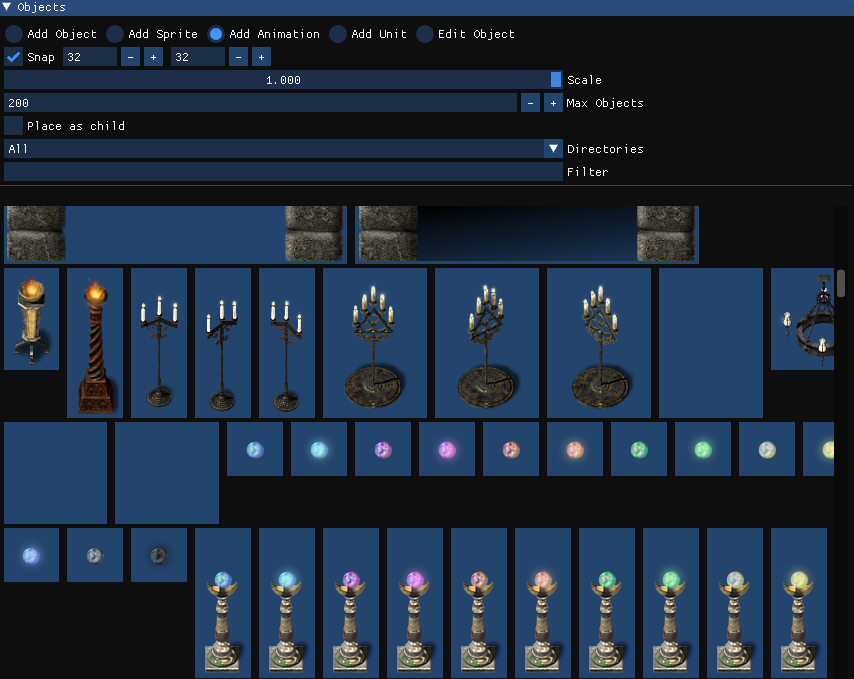 Objects
Add Object Add Sprite Add Animation Add Unit Edit Object
Snap 32 - + 32 - +
1.000 Scale
200 - + Max Objects
Place as child
All Directories
Filter